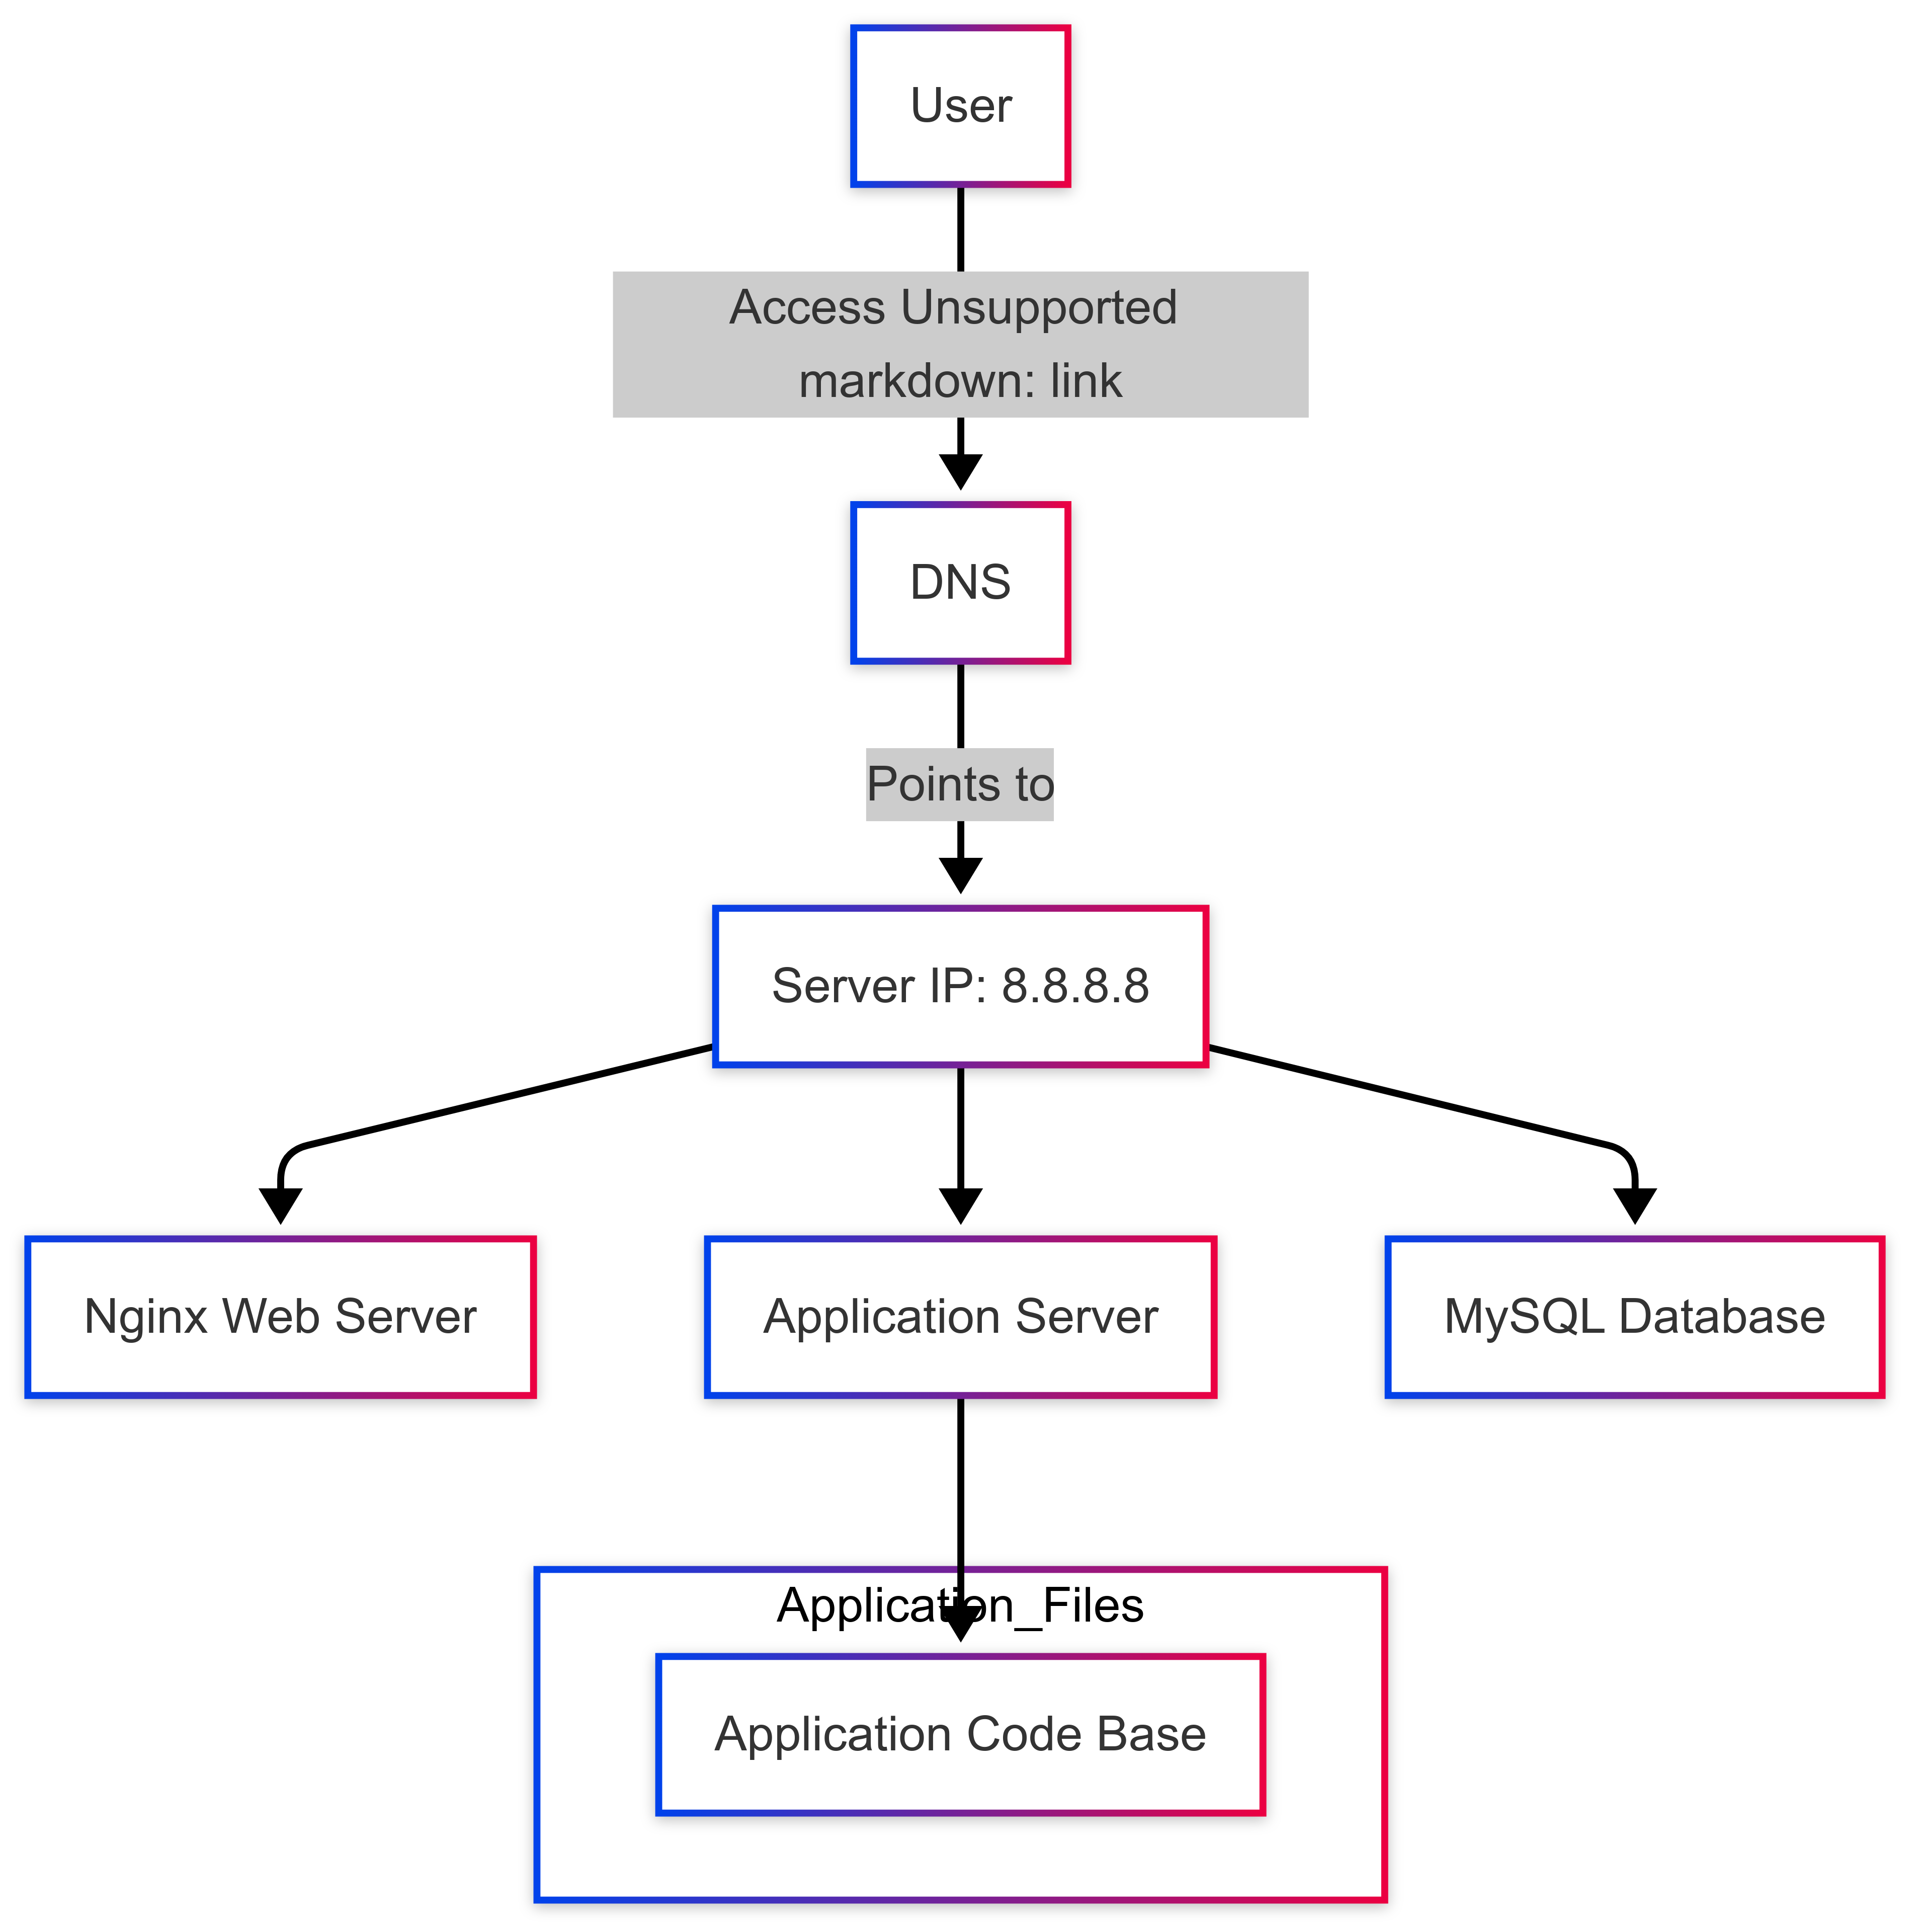 User
Access Unsupported
markdown: link
DNS
Points to
Server IP: 8.8.8.8
Nginx Web Server
Application Server
MySQL Database
Application_Files
Application Code Base